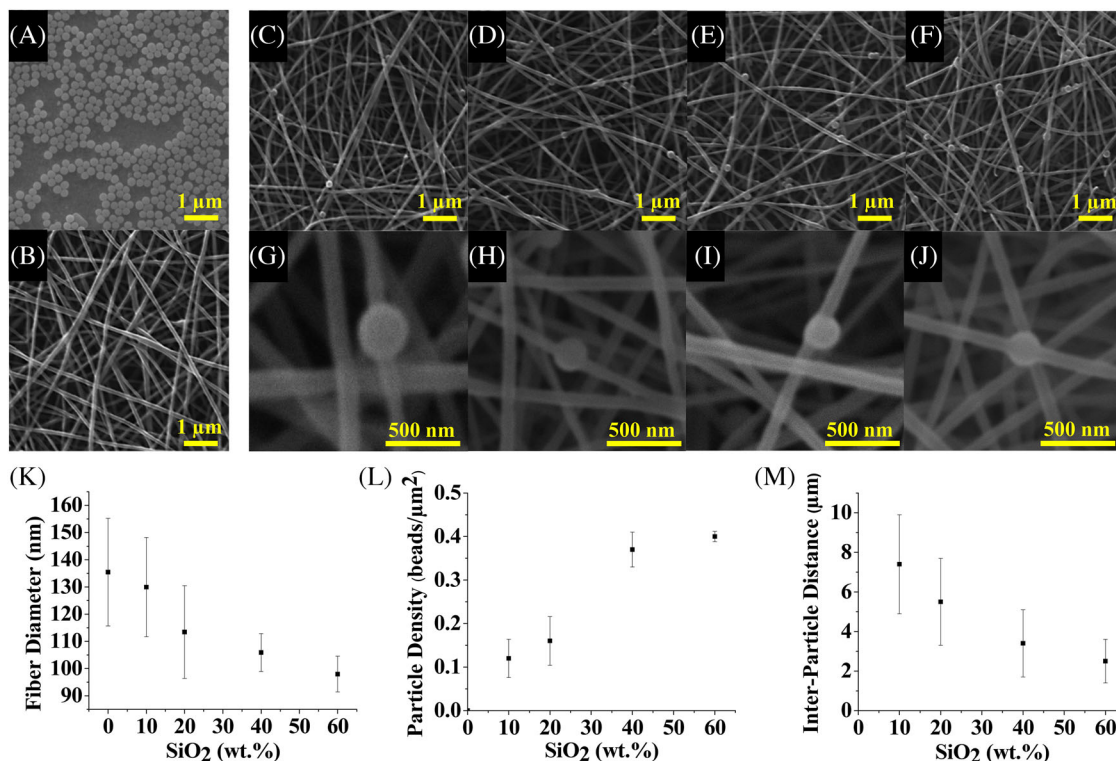 (A)
(C)
(D)
(E)
(F)
1 µm
1 µm
1 µm
1 µm
1 µm
(B)
(G)
(H)
(I)
(J)
1 µm
500 nm
500 nm
500 nm
500 nm
(K)
160
150
140
130
120
110
100
90
0 10 20 30 40 50 60
Fiber Diameter (nm)
SiO2 (wt.%)
(L)
0.5
0.4
0.3
0.2
0.1
0.0
0 10 20 30 40 50 60
Particle Density (beads/µm²)
SiO2 (wt.%)
(M)
10
8
6
4
2
0
0 10 20 30 40 50 60
Inter-Particle Distance (µm)
SiO2 (wt.%)